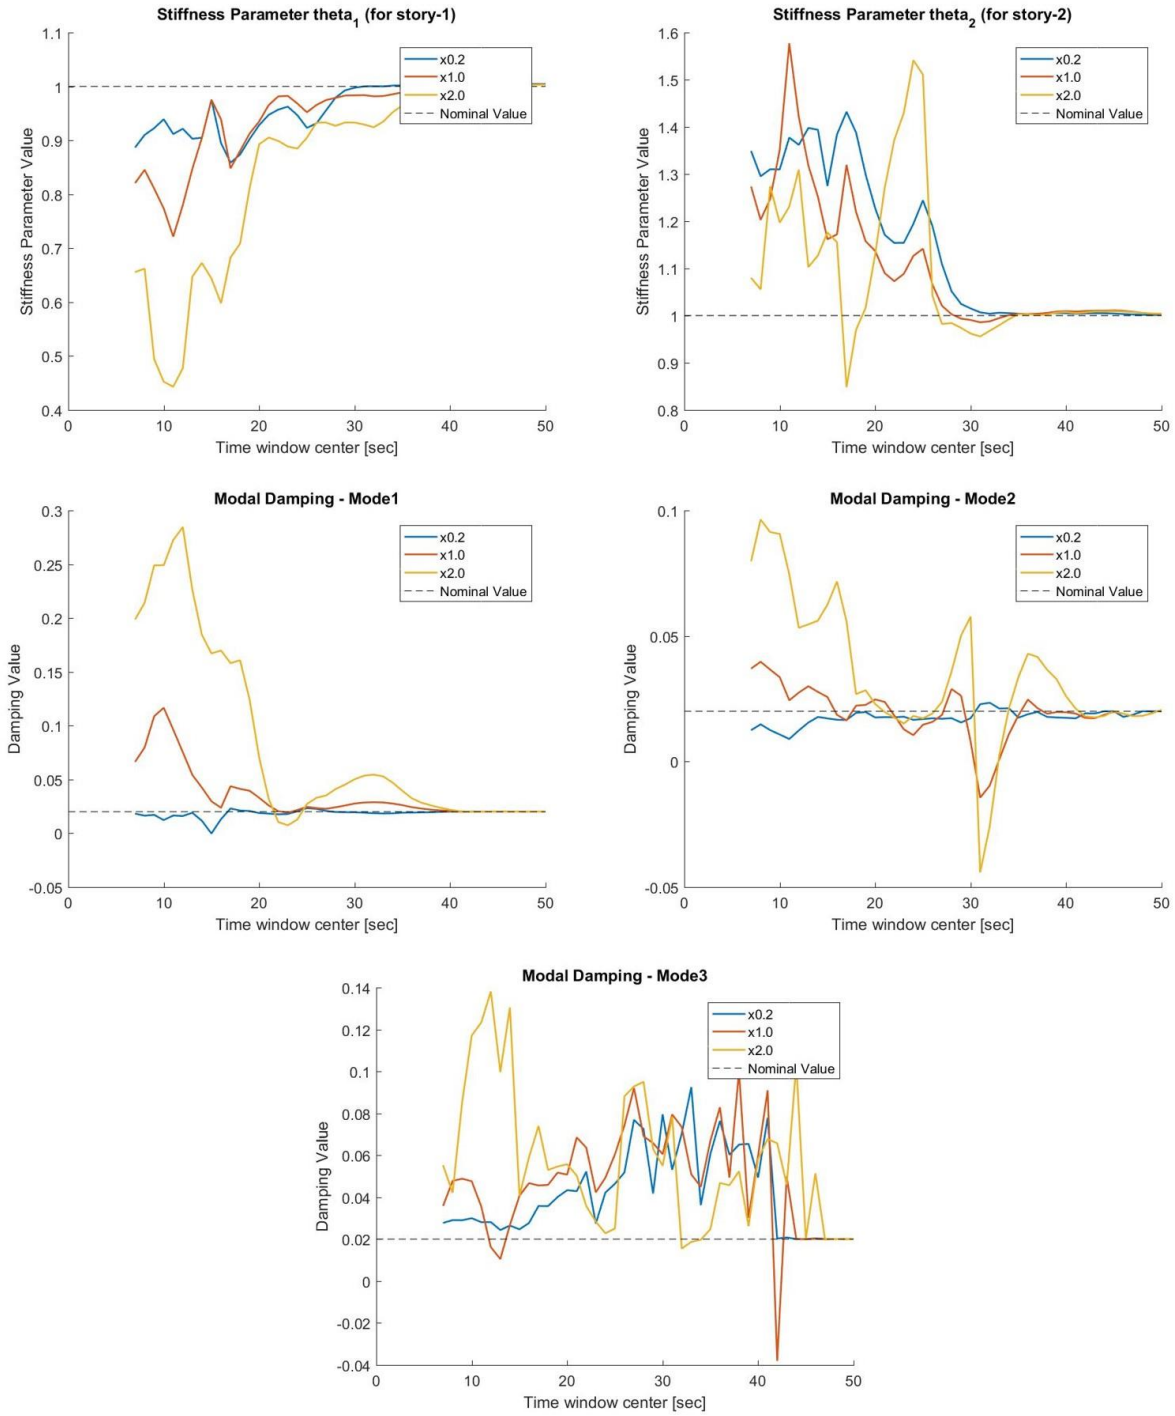 Stiffness Parameter theta1 (for story-1)
1.1
1
0.9
0.8
0.7
0.6
0.5
0.4
Stiffness Parameter Value
0 10 20 30 40 50
Time window center [sec]
x0.2
x1.0
x2.0
Nominal Value
Stiffness Parameter theta2 (for story-2)
1.6
1.5
1.4
1.3
1.2
1.1
1
0.9
0.8
Stiffness Parameter Value
0 10 20 30 40 50
Time window center [sec]
x0.2
x1.0
x2.0
Nominal Value
Modal Damping - Mode1
0.3
0.25
0.2
0.15
0.1
0.05
0
-0.05
Damping Value
0 10 20 30 40 50
Time window center [sec]
x0.2
x1.0
x2.0
Nominal Value
Modal Damping - Mode2
0.1
0.05
0
-0.05
Damping Value
0 10 20 30 40 50
Time window center [sec]
x0.2
x1.0
x2.0
Nominal Value
Modal Damping - Mode3
0.14
0.12
0.1
0.08
0.06
0.04
0.02
0
-0.02
-0.04
Damping Value
0 10 20 30 40 50
Time window center [sec]
x0.2
x1.0
x2.0
Nominal Value